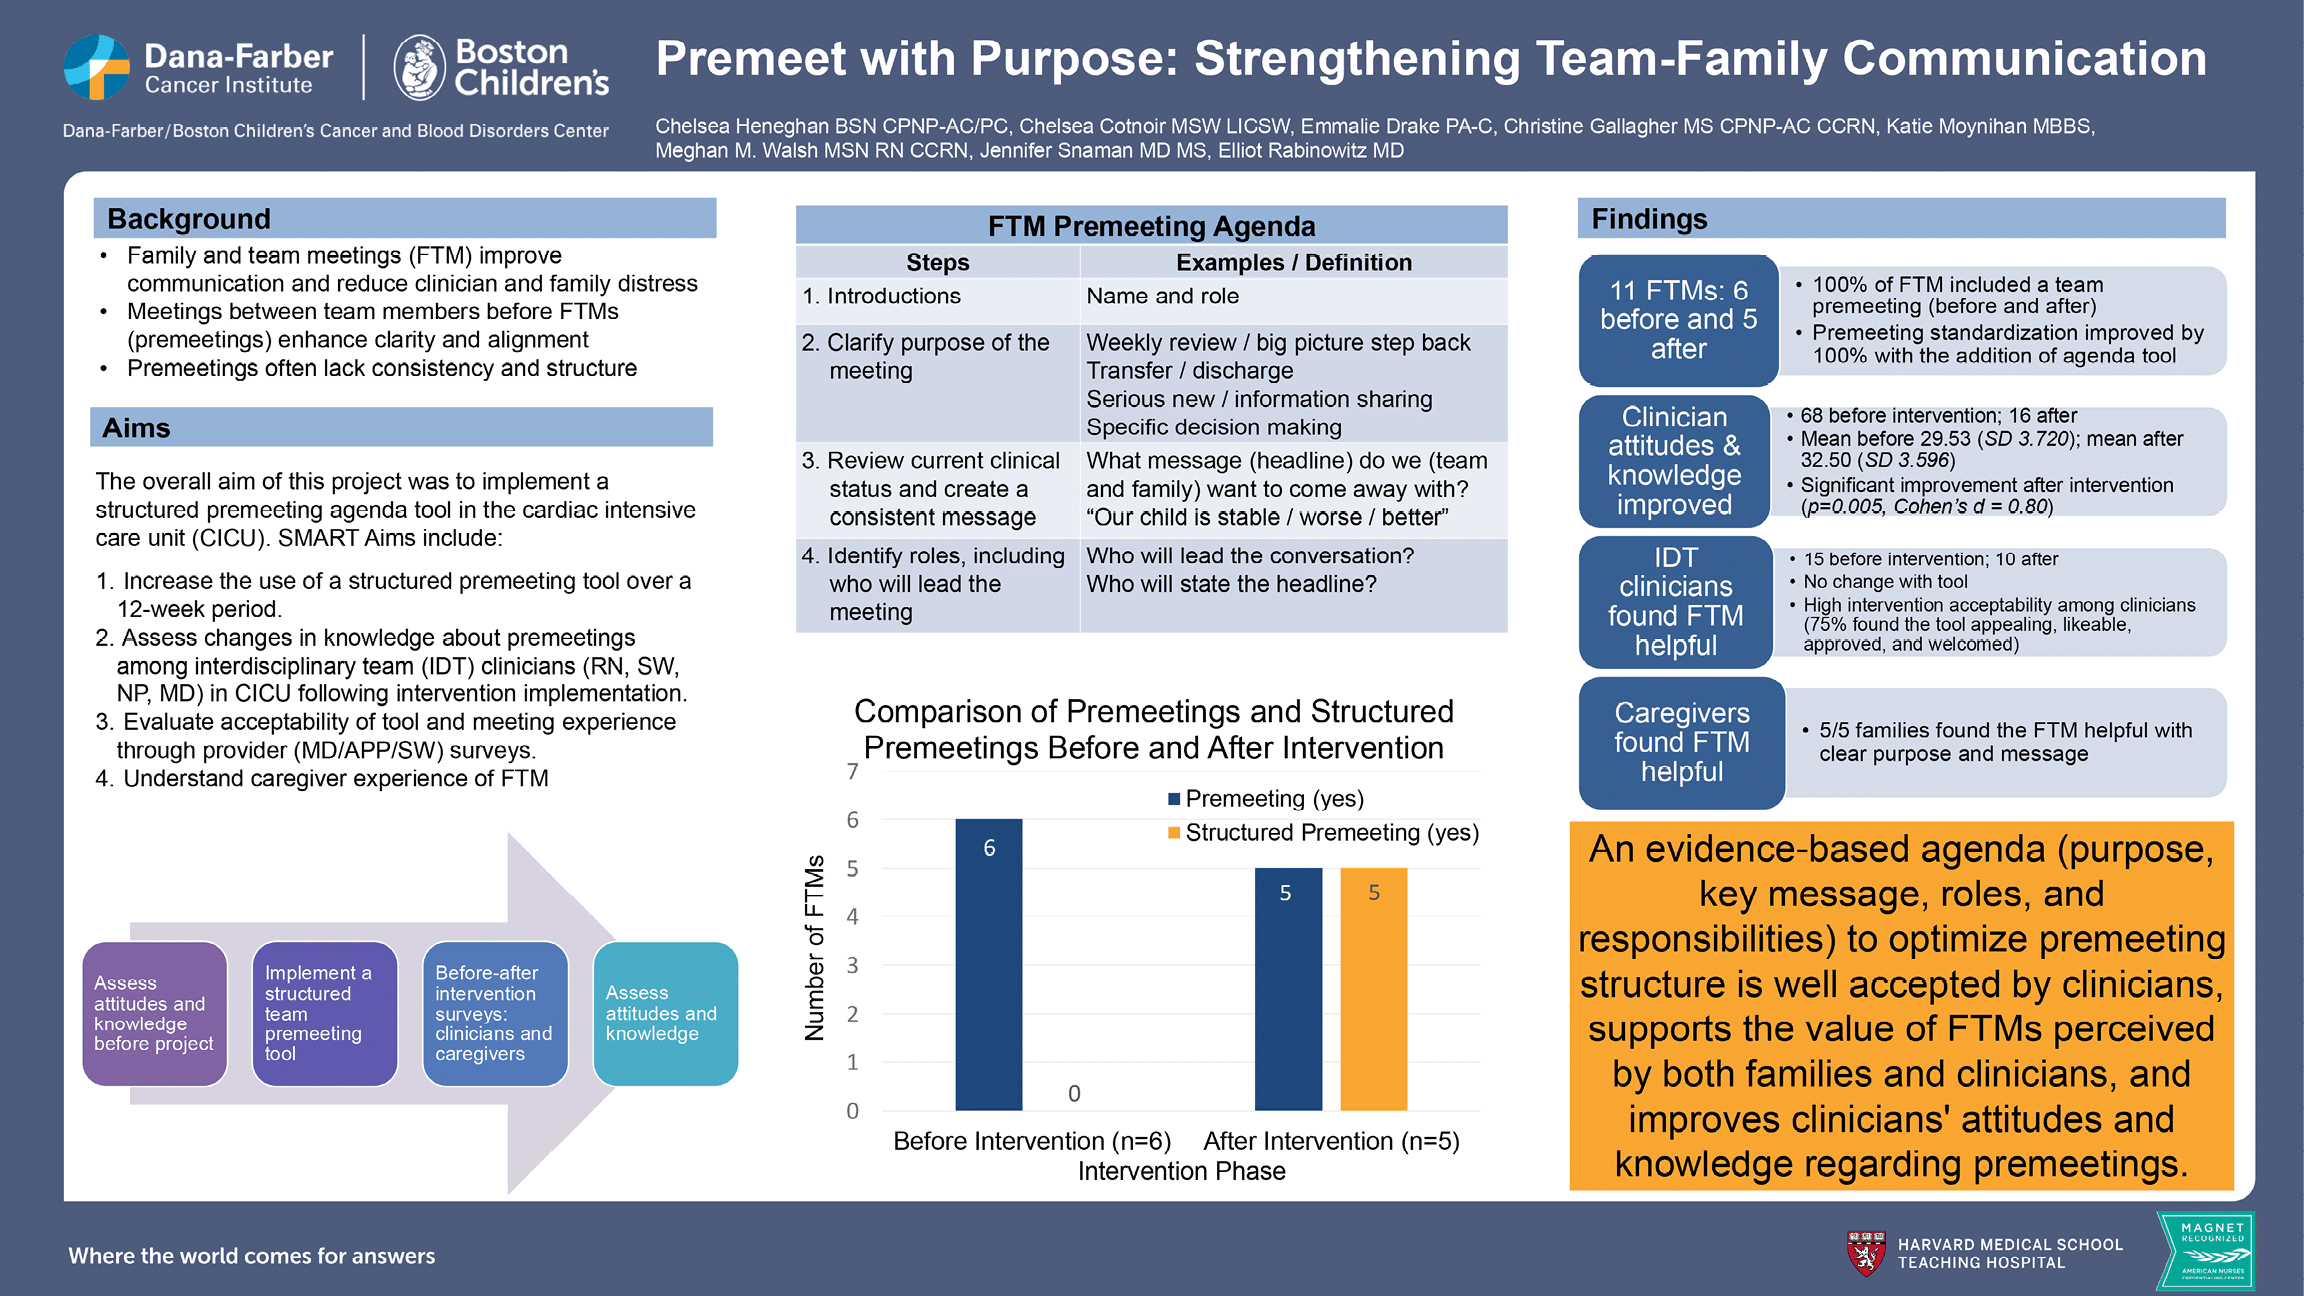 Dana-Farber
Cancer Institute
Boston
Children's
Dana-Farber/Boston Children's Cancer and Blood Disorders Center
Premeet with Purpose: Strengthening Team-Family Communication
Chelsea Heneghan BSN CPNP-AC/PC, Chelsea Cotnoir MSW LICSW, Emmalie Drake PA-C, Christine Gallagher MS CPNP-AC CCRN, Katie Moynihan MBBS,
Meghan M. Walsh MSN RN CCRN, Jennifer Snaman MD MS, Elliot Rabinowitz MD
Background
• Family and team meetings (FTM) improve
communication and reduce clinician and family distress
• Meetings between team members before FTMs
(premeetings) enhance clarity and alignment
• Premeetings often lack consistency and structure
Aims
The overall aim of this project was to implement a
structured premeeting agenda tool in the cardiac intensive
care unit (CICU). SMART Aims include:
1. Increase the use of a structured premeeting tool over a
12-week period.
2. Assess changes in knowledge about premeetings
among interdisciplinary team (IDT) clinicians (RN, SW,
NP, MD) in CICU following intervention implementation.
3. Evaluate acceptability of tool and meeting experience
through provider (MD/APP/SW) surveys.
4. Understand caregiver experience of FTM
Assess
attitudes and
knowledge
before project
Implement a
structured
team
premeeting
tool
Before-after
intervention
surveys:
clinicians and
caregivers
Assess
attitudes and
knowledge
FTM Premeeting Agenda
Steps
Examples / Definition
1. Introductions
Name and role
2. Clarify purpose of the
meeting
Weekly review / big picture step back
Transfer / discharge
Serious new / information sharing
Specific decision making
3. Review current clinical
status and create a
consistent message
What message (headline) do we (team
and family) want to come away with?
“Our child is stable / worse / better”
4. Identify roles, including
who will lead the
meeting
Who will lead the conversation?
Who will state the headline?
Comparison of Premeetings and Structured
Premeetings Before and After Intervention
Premeeting (yes)
Structured Premeeting (yes)
Number of FTMs
7
6
5
4
3
2
1
0
6
0
5
5
Before Intervention (n=6)
After Intervention (n=5)
Intervention Phase
Findings
11 FTMs: 6
before and 5
after
• 100% of FTM included a team
premeeting (before and after)
• Premeeting standardization improved by
100% with the addition of agenda tool
Clinician
attitudes &
knowledge
improved
• 68 before intervention; 16 after
• Mean before 29.53 (SD 3.720); mean after
32.50 (SD 3.596)
• Significant improvement after intervention
(p=0.005, Cohen's d = 0.80)
IDT
clinicians
found FTM
helpful
• 15 before intervention; 10 after
• No change with tool
• High intervention acceptability among clinicians
(75% found the tool appealing, likeable,
approved, and welcomed)
Caregivers
found FTM
helpful
• 5/5 families found the FTM helpful with
clear purpose and message
An evidence-based agenda (purpose,
key message, roles, and
responsibilities) to optimize premeeting
structure is well accepted by clinicians,
supports the value of FTMs perceived
by both families and clinicians, and
improves clinicians' attitudes and
knowledge regarding premeetings.
Where the world comes for answers
HARVARD MEDICAL SCHOOL
TEACHING HOSPITAL
MAGNET
RECOGNIZED
AMERICAN NURSES
CREDENTIALING CENTER